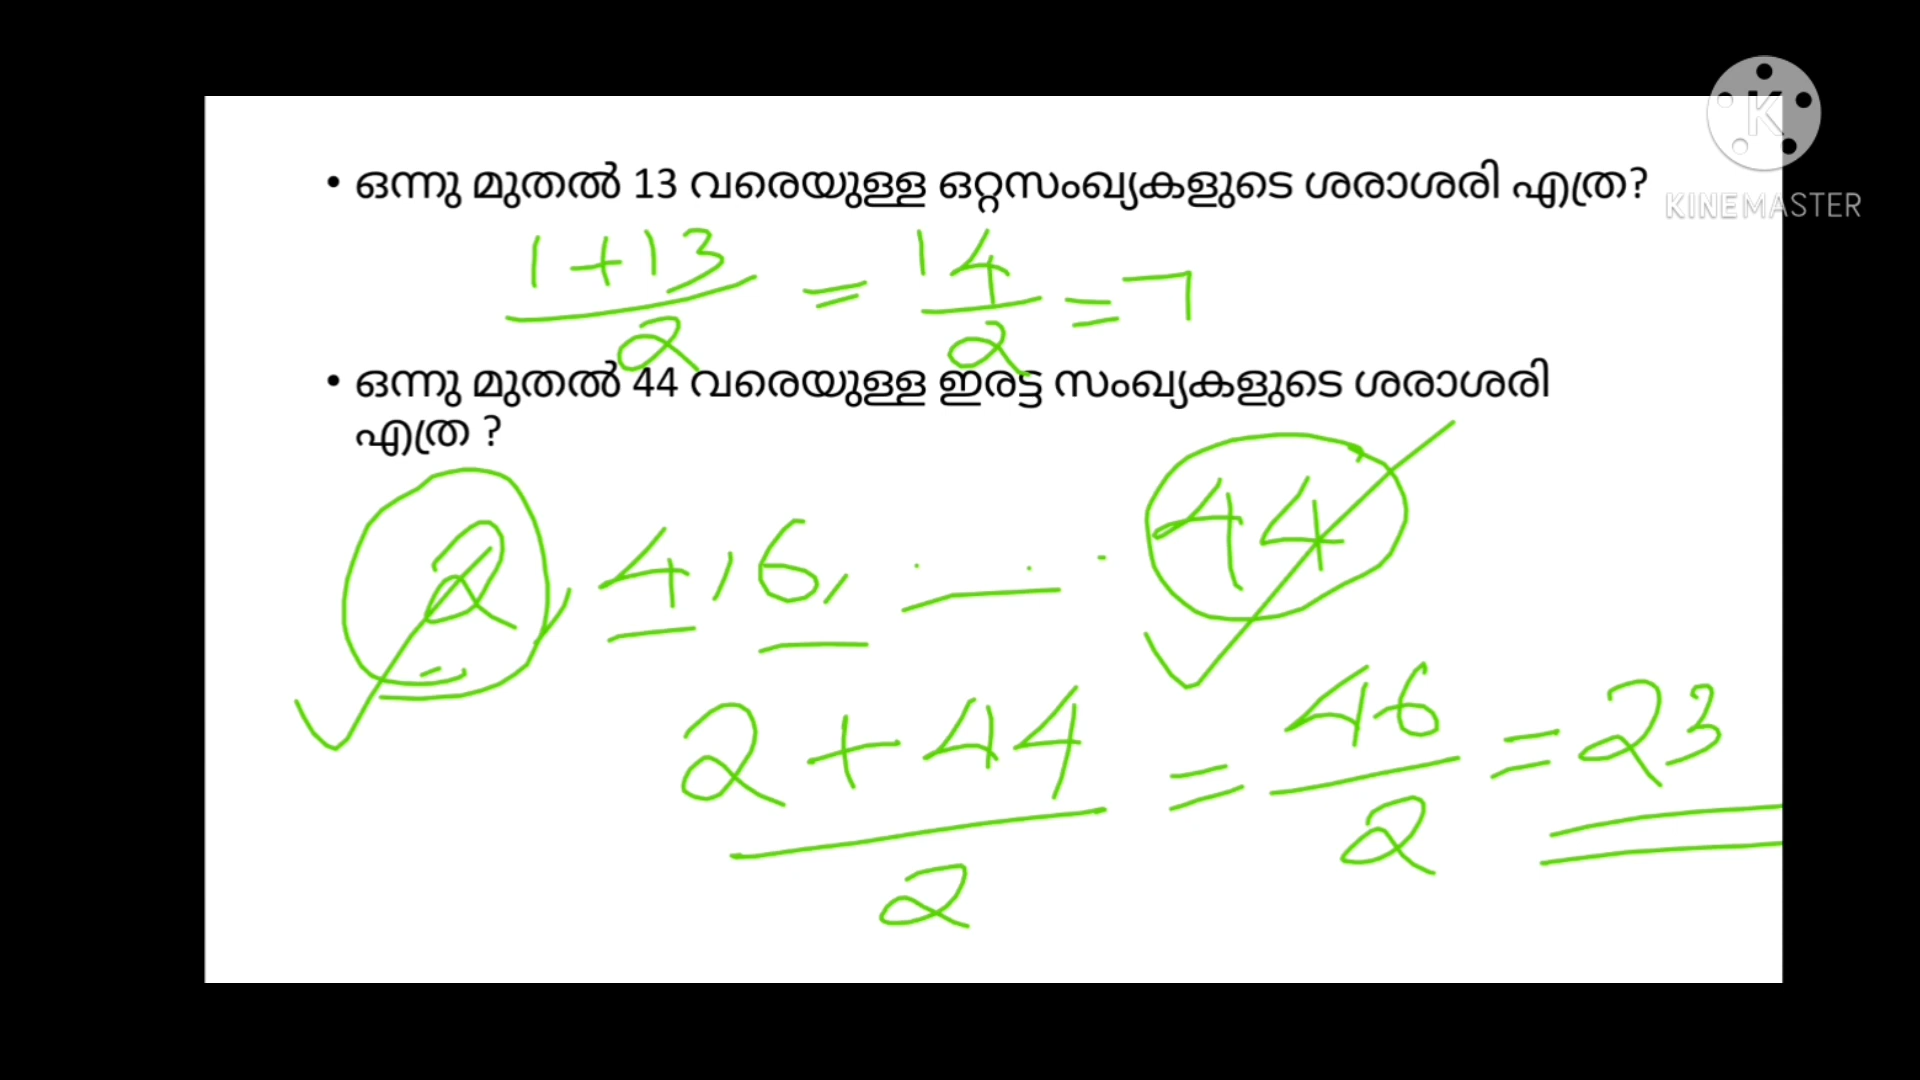 K
KINEMASTER
• ഒന്നു മുതൽ 13 വരെയുള്ള ഒറ്റസംഖ്യകളുടെ ശരാശരി എത്ര?
1+13/2 = 14/2 = 7
• ഒന്നു മുതൽ 44 വരെയുള്ള ഇരട്ട സംഖ്യകളുടെ ശരാശരി
എത്ര ?
2, 4, 6, ... 44
2+44/2 = 46/2 = 23